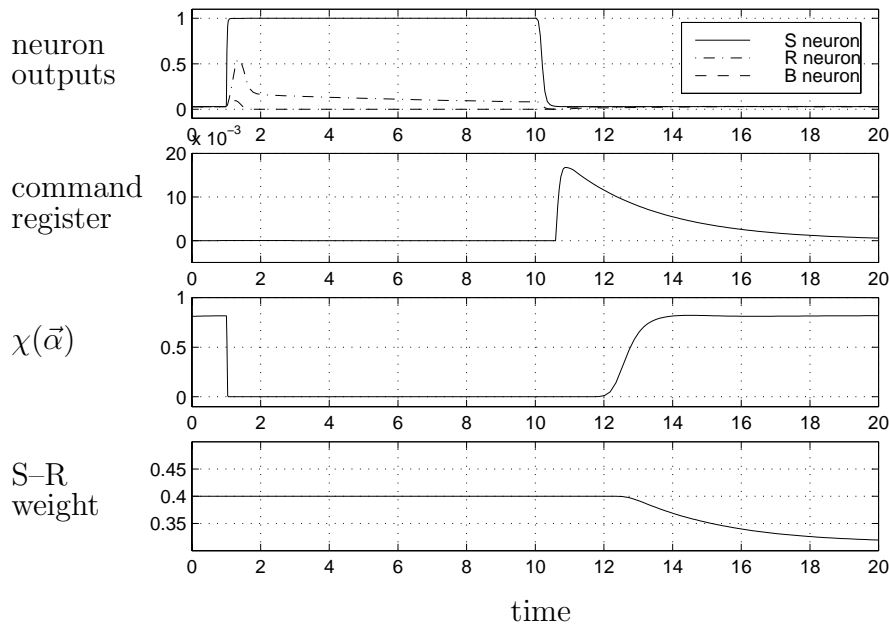 neuron
outputs
1
0.5
0
S neuron
R neuron
B neuron
0 2 4 6 8 10 12 14 16 18 20
x 10−3
command
register
20
10
0
0 2 4 6 8 10 12 14 16 18 20
χ(α⃗)
1
0.5
0
0 2 4 6 8 10 12 14 16 18 20
S–R
weight
0.45
0.4
0.35
0 2 4 6 8 10 12 14 16 18 20
time